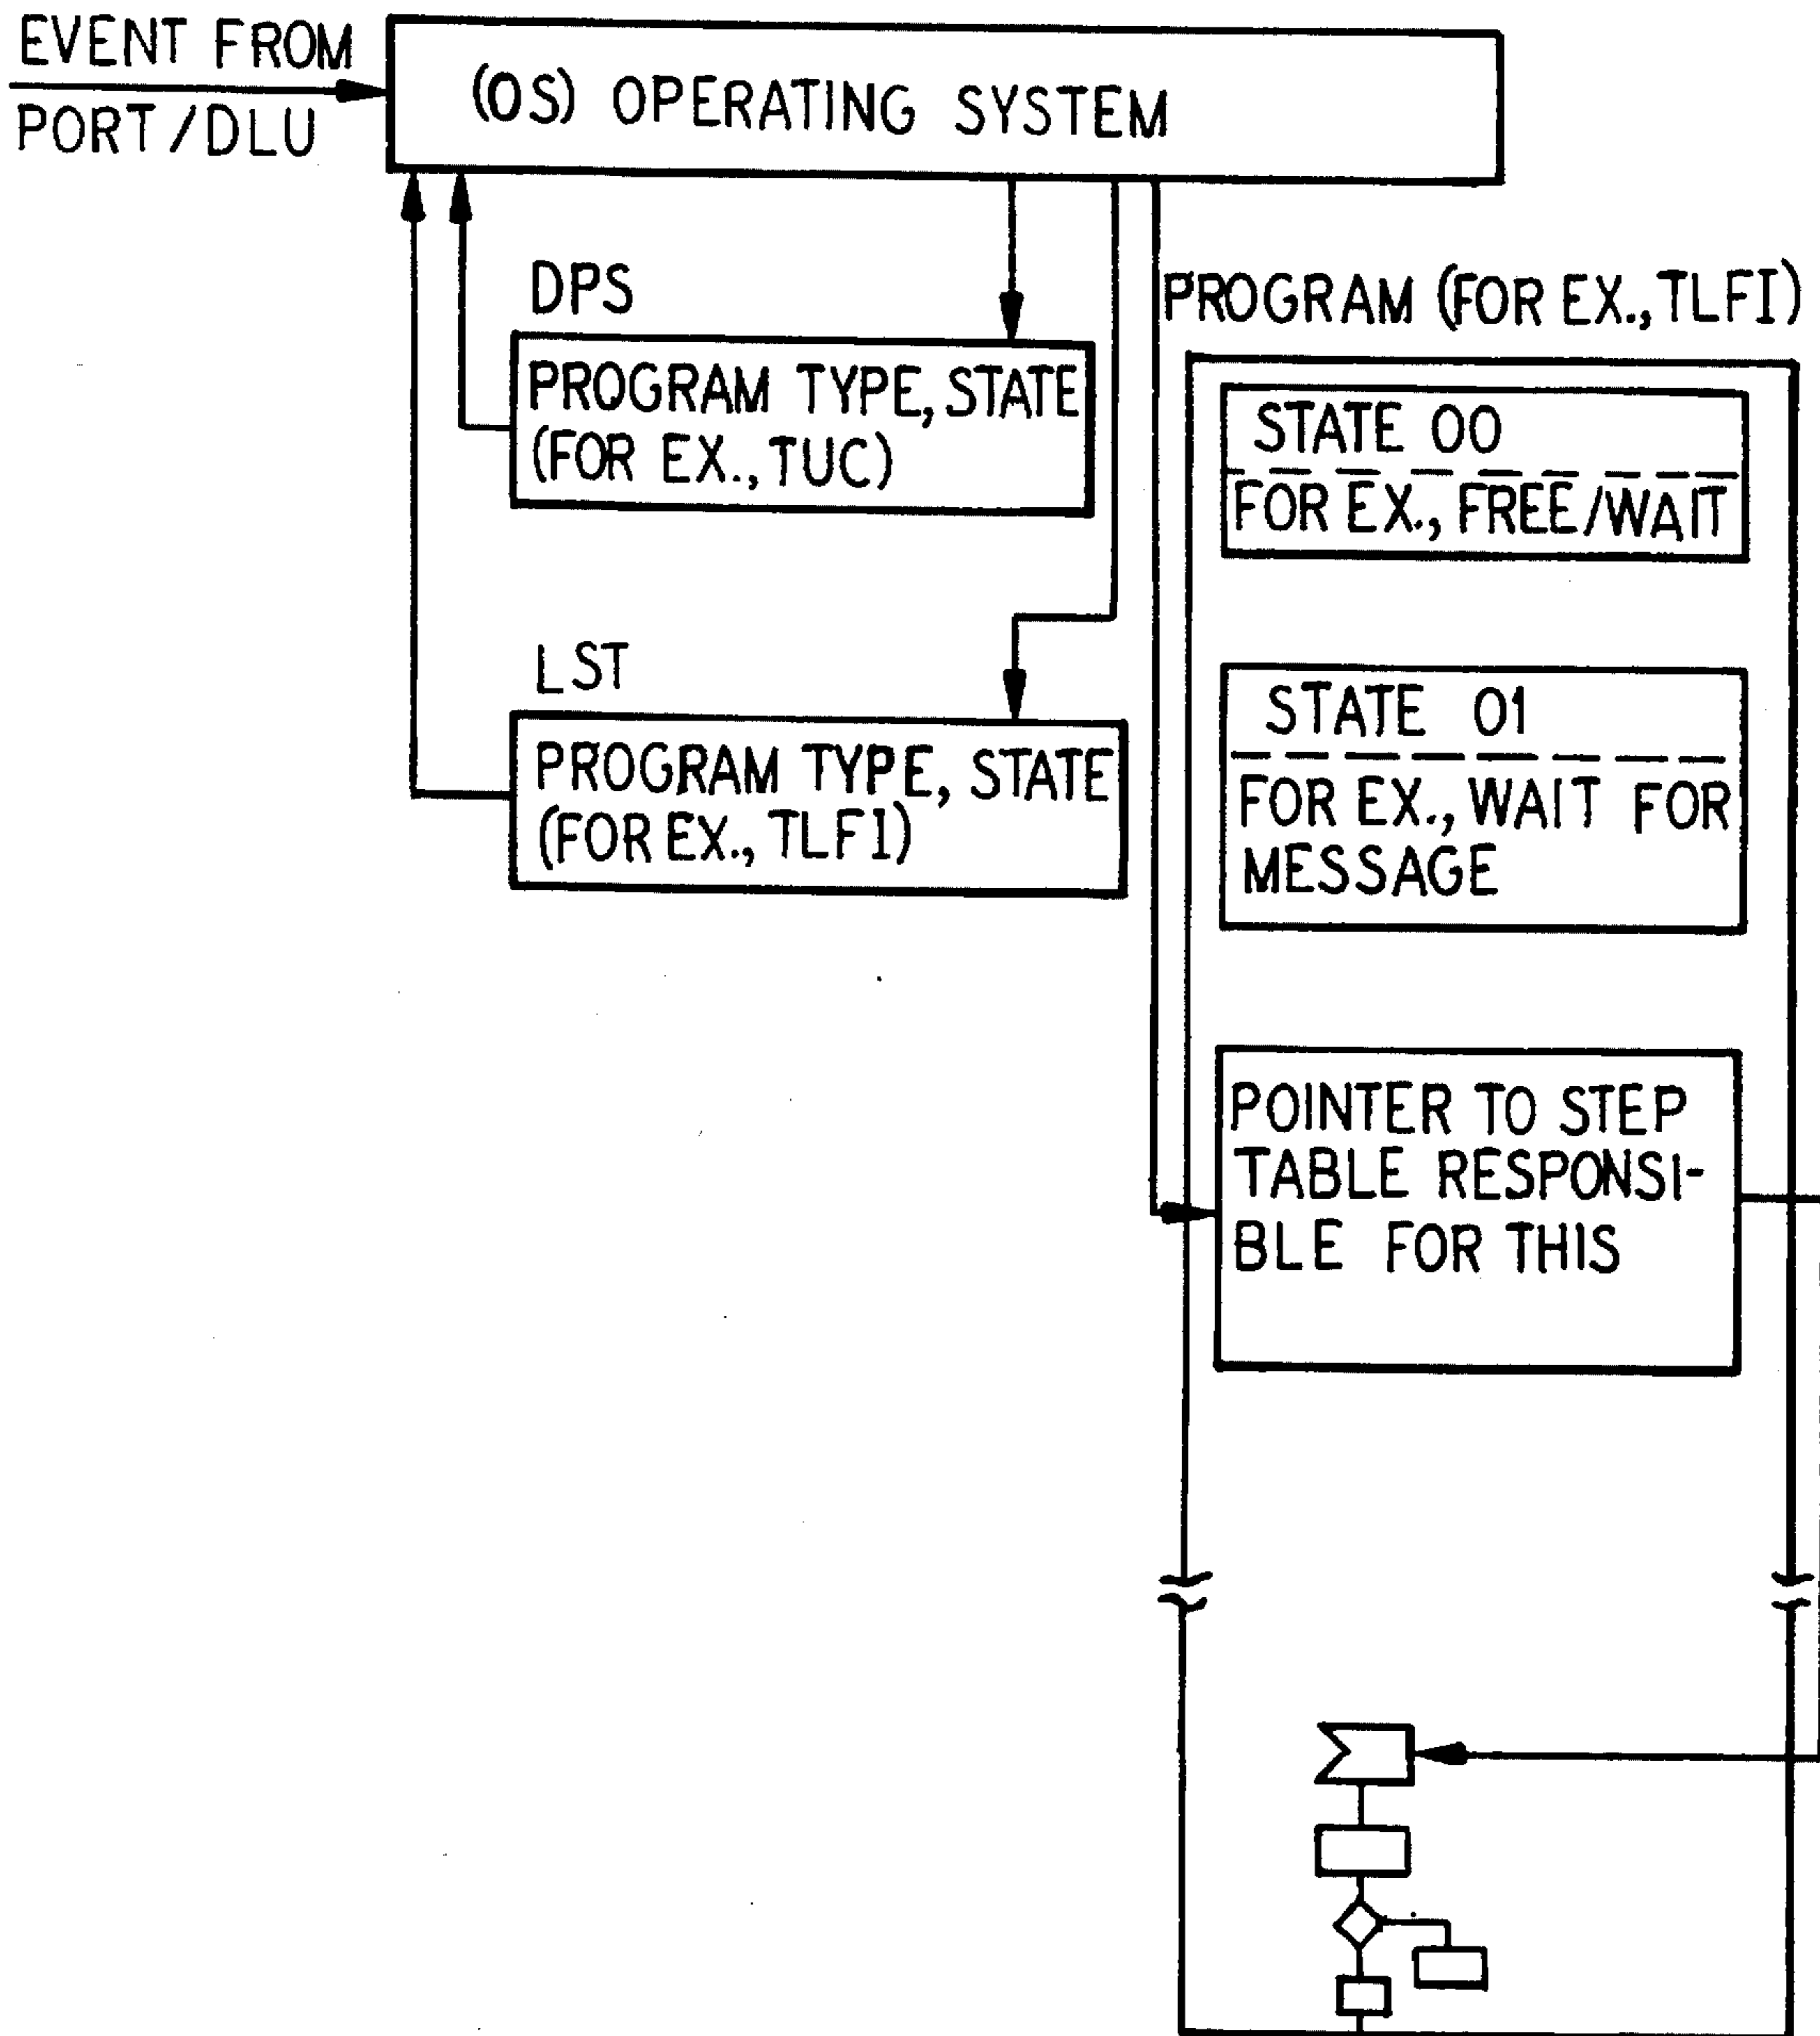 EVENT FROM
PORT/DLU
(OS) OPERATING SYSTEM
DPS
PROGRAM TYPE, STATE
(FOR EX., TUC)
LST
PROGRAM TYPE, STATE
(FOR EX., TLFI)
PROGRAM (FOR EX., TLFI)
STATE 00
FOR EX., FREE/WAIT
STATE 01
FOR EX., WAIT FOR
MESSAGE
POINTER TO STEP
TABLE RESPONSI-
BLE FOR THIS